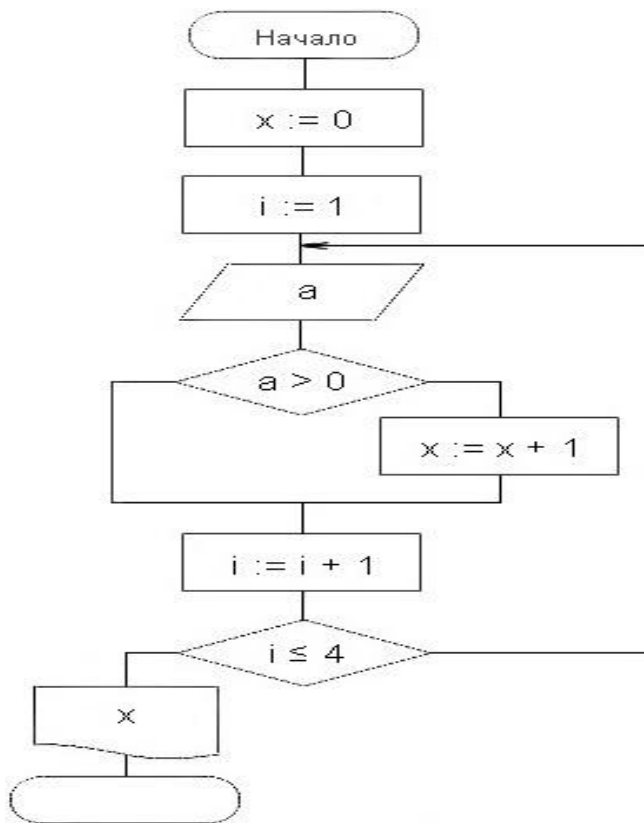 Начало
x := 0
i := 1
a
a > 0
x := x + 1
i := i + 1
i ≤ 4
x